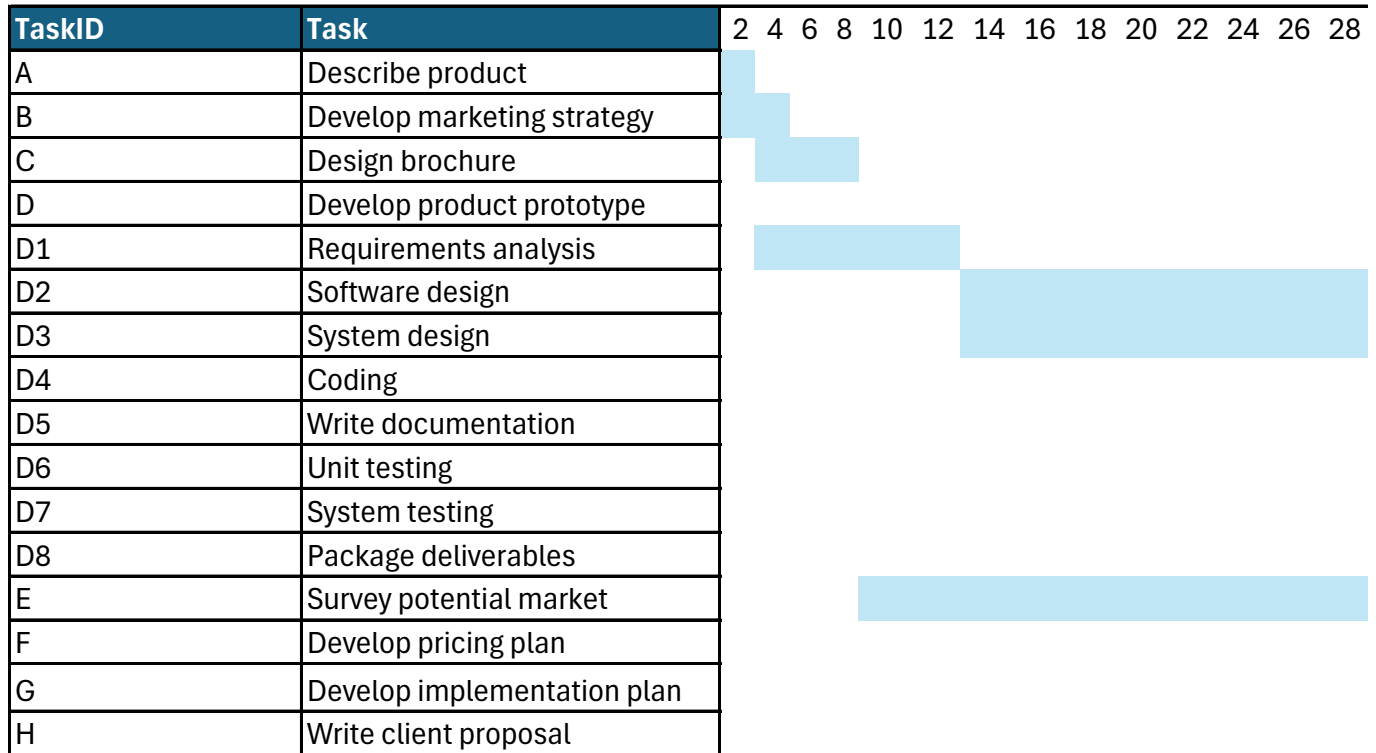 TaskID Task 2 4 6 8 10 12 14 16 18 20 22 24 26 28
A Describe product
B Develop marketing strategy
C Design brochure
D Develop product prototype
D1 Requirements analysis
D2 Software design
D3 System design
D4 Coding
D5 Write documentation
D6 Unit testing
D7 System testing
D8 Package deliverables
E Survey potential market
F Develop pricing plan
G Develop implementation plan
H Write client proposal